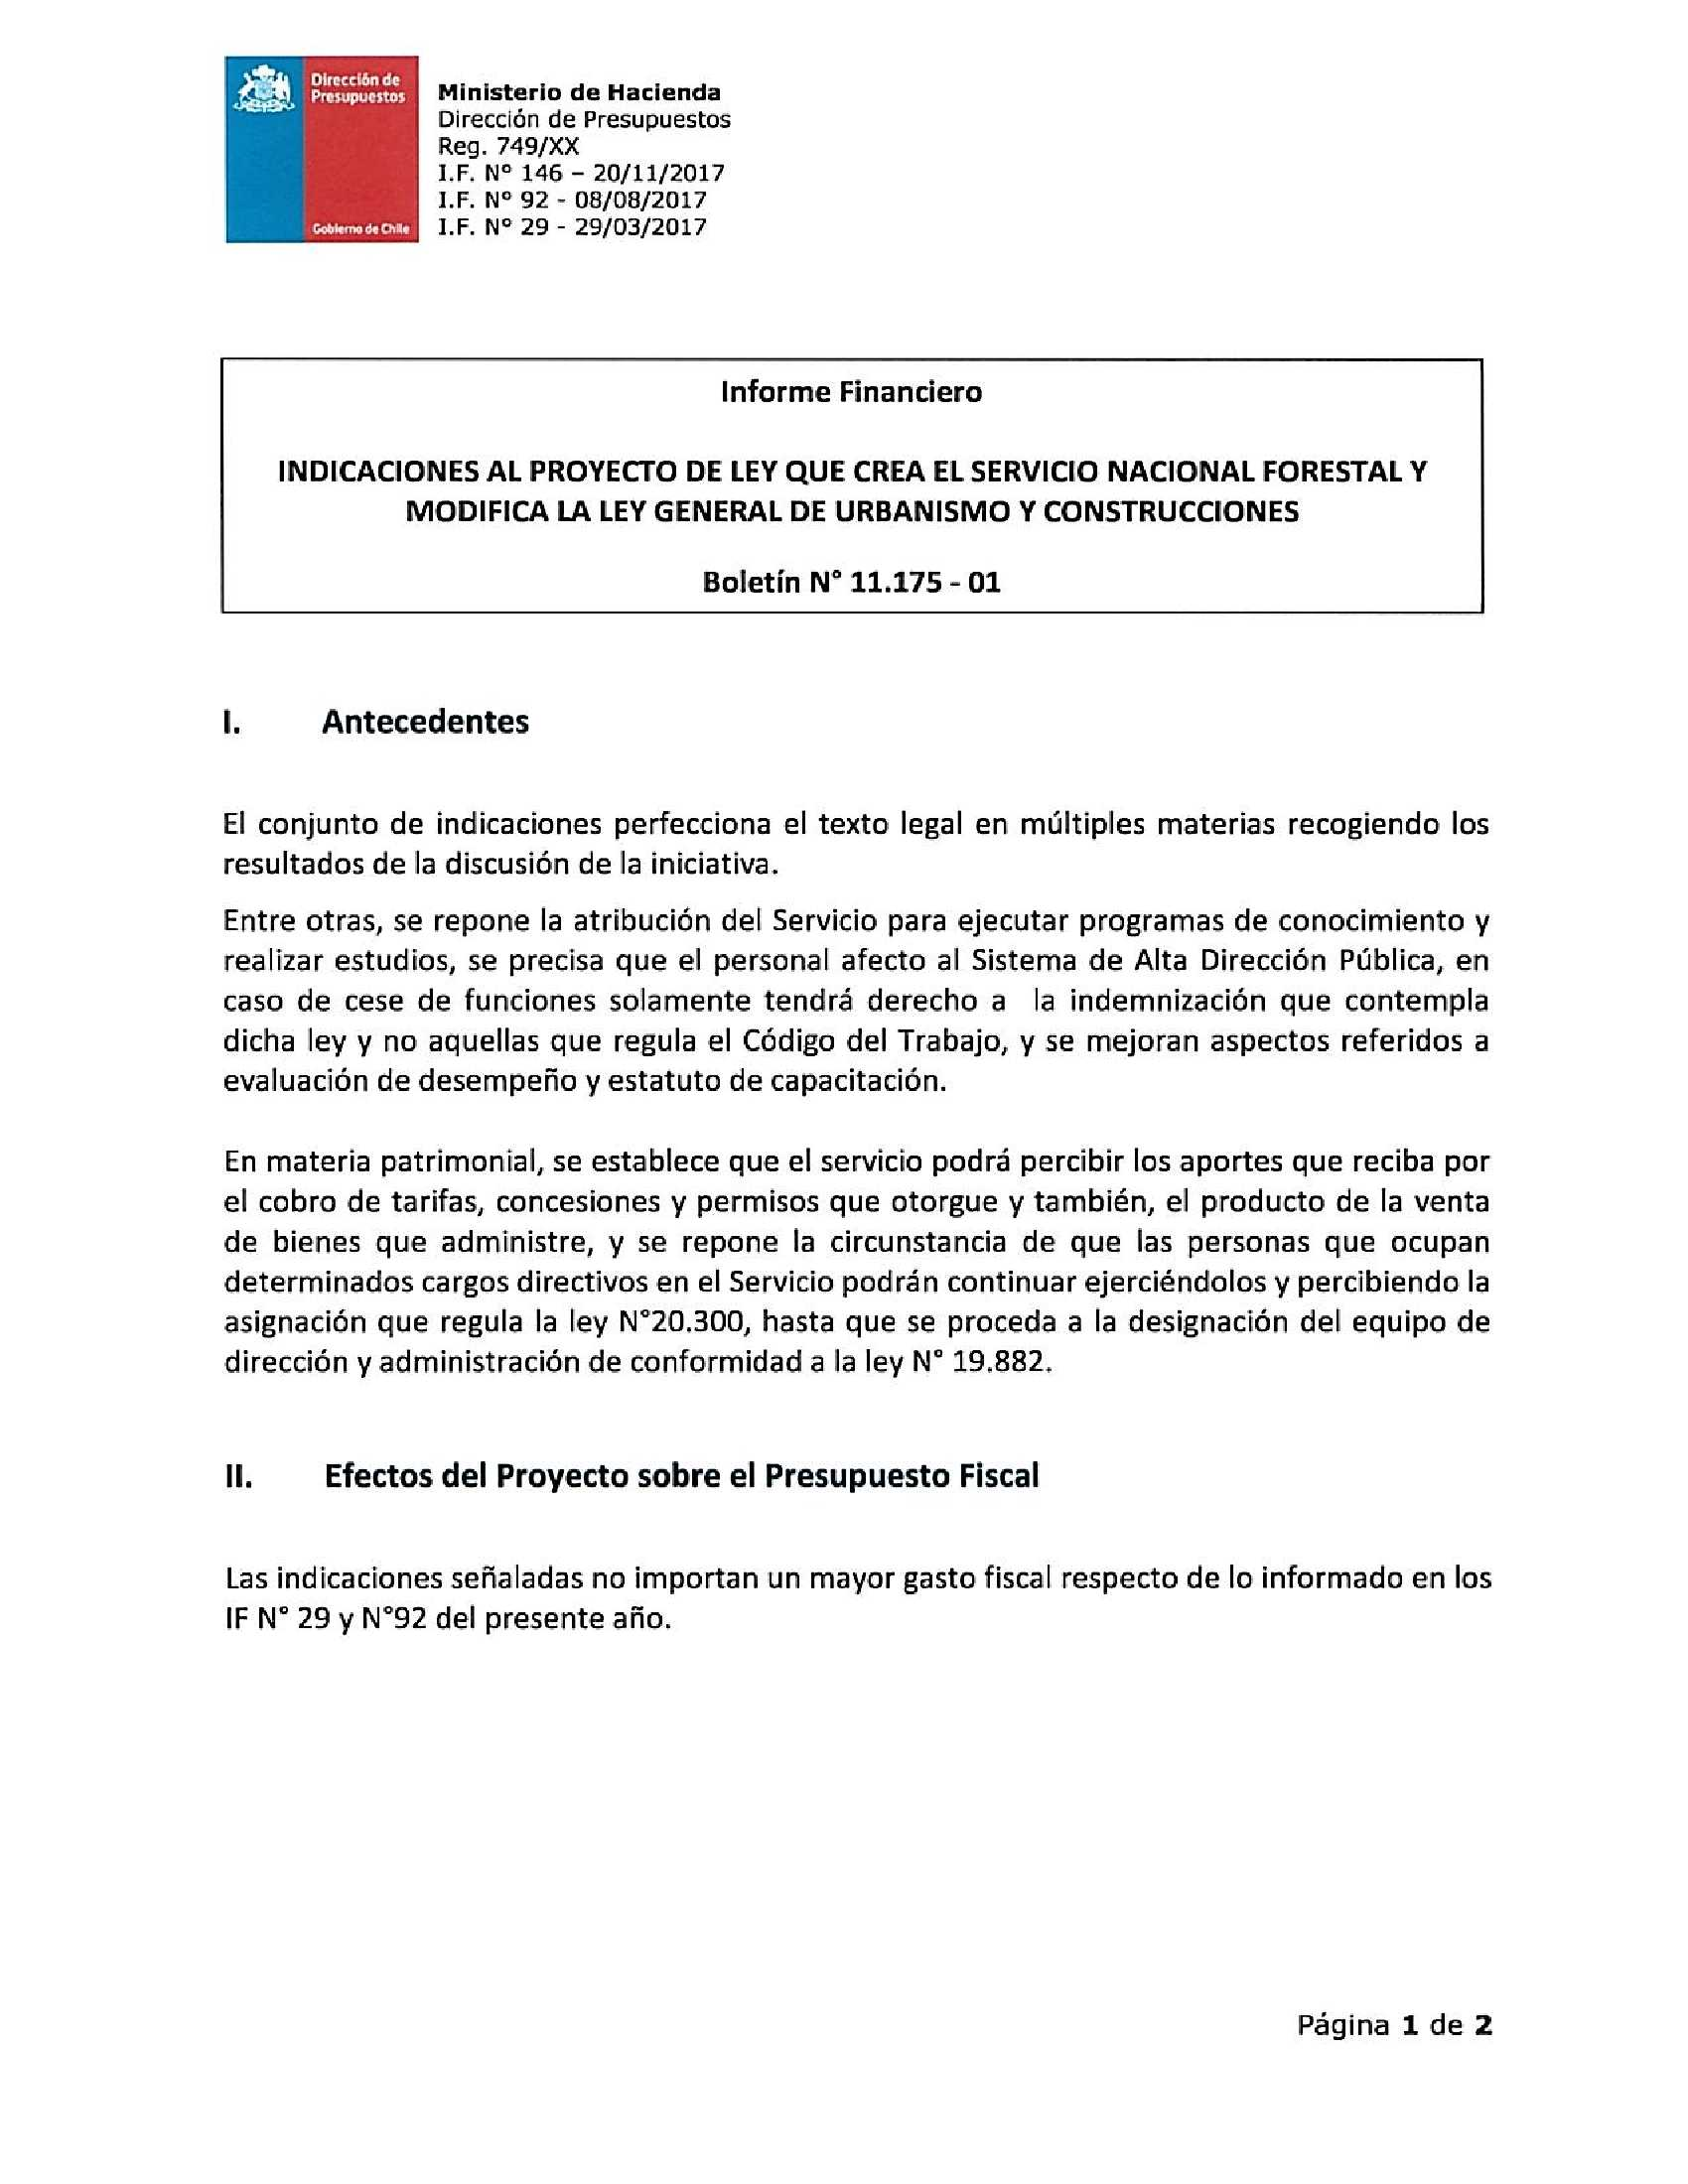 Dirección de
Presupuestos
Gobierno de Chile
Ministerio de Hacienda
Dirección de Presupuestos
Reg. 749/XX
I.F. Nº 146 – 20/11/2017
I.F. Nº 92 - 08/08/2017
I.F. Nº 29 - 29/03/2017
Informe Financiero
INDICACIONES AL PROYECTO DE LEY QUE CREA EL SERVICIO NACIONAL FORESTAL Y
MODIFICA LA LEY GENERAL DE URBANISMO Y CONSTRUCCIONES
Boletín N° 11.175 - 01
I. Antecedentes
El conjunto de indicaciones perfecciona el texto legal en múltiples materias recogiendo los
resultados de la discusión de la iniciativa.
Entre otras, se repone la atribución del Servicio para ejecutar programas de conocimiento y
realizar estudios, se precisa que el personal afecto al Sistema de Alta Dirección Pública, en
caso de cese de funciones solamente tendrá derecho a la indemnización que contempla
dicha ley y no aquellas que regula el Código del Trabajo, y se mejoran aspectos referidos a
evaluación de desempeño y estatuto de capacitación.
En materia patrimonial, se establece que el servicio podrá percibir los aportes que reciba por
el cobro de tarifas, concesiones y permisos que otorgue y también, el producto de la venta
de bienes que administre, y se repone la circunstancia de que las personas que ocupan
determinados cargos directivos en el Servicio podrán continuar ejerciéndolos y percibiendo la
asignación que regula la ley N°20.300, hasta que se proceda a la designación del equipo de
dirección y administración de conformidad a la ley N° 19.882.
II. Efectos del Proyecto sobre el Presupuesto Fiscal
Las indicaciones señaladas no importan un mayor gasto fiscal respecto de lo informado en los
IF N° 29 y N°92 del presente año.
Página 1 de 2